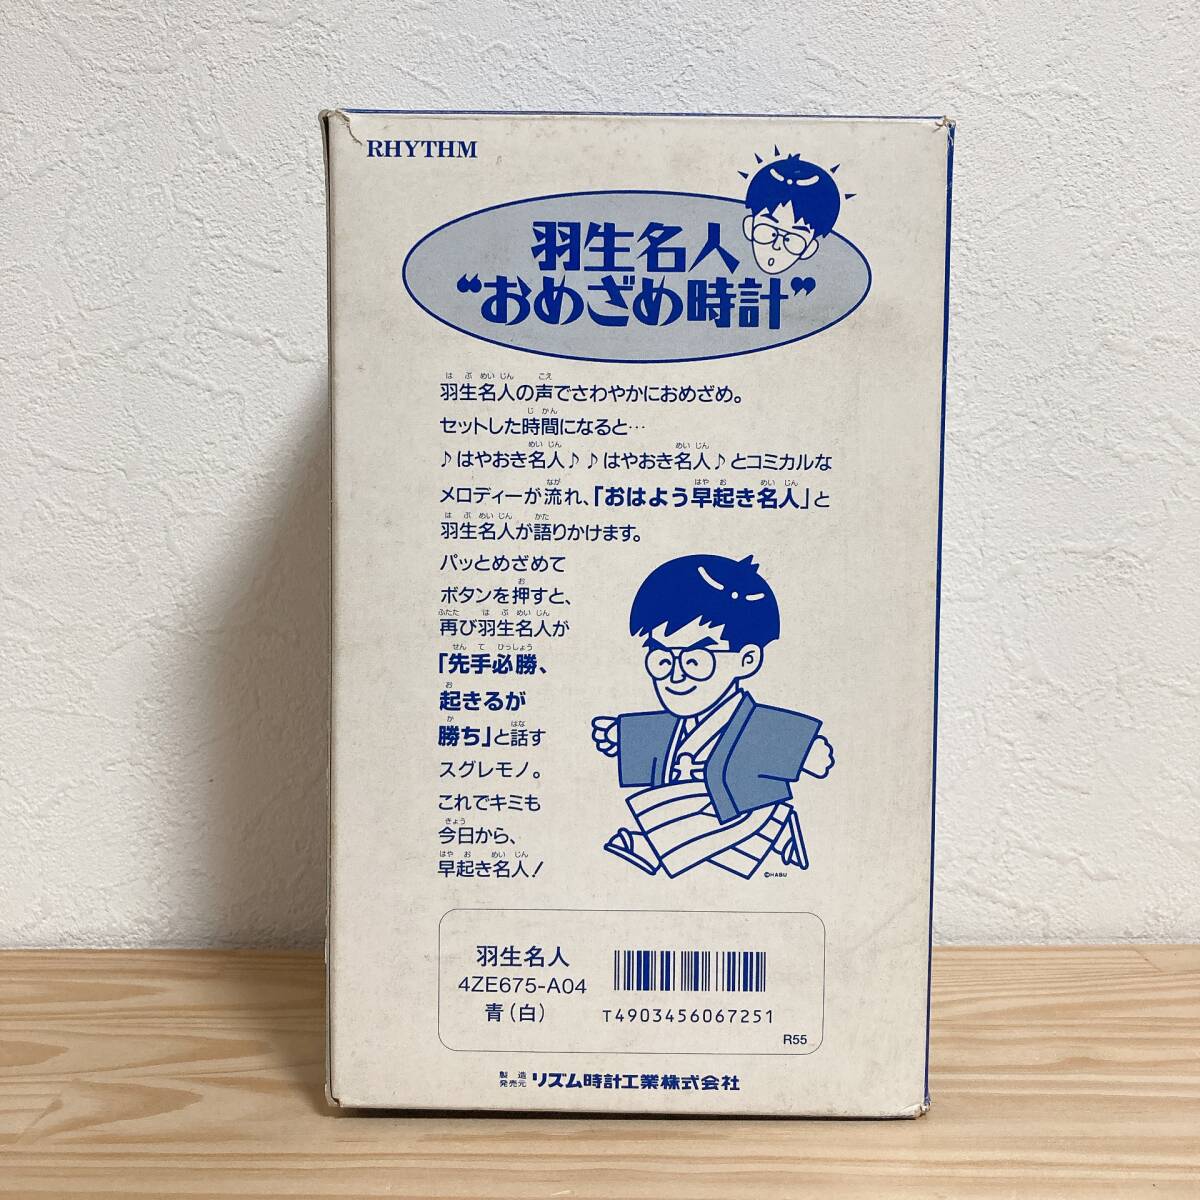 RHYTHM
羽生名人
“おめざめ時計”
羽生名人の声でさわやかにおめざめ。
セットした時間になると…
♪はやおき名人♪♪はやおき名人♪とコミカルな
メロディーが流れ、「おはよう早起き名人」と
羽生名人が語りかけます。
パッとめざめて
ボタンを押すと、
再び羽生名人が
「先手必勝、
起きるが
勝ち」と話す
スグレモノ。
これでキミも
今日から、
早起き名人!
©HABU
羽生名人
4ZE675-A04
青(白)
T4903456067251
R55
製造発売元 リズム時計工業株式会社